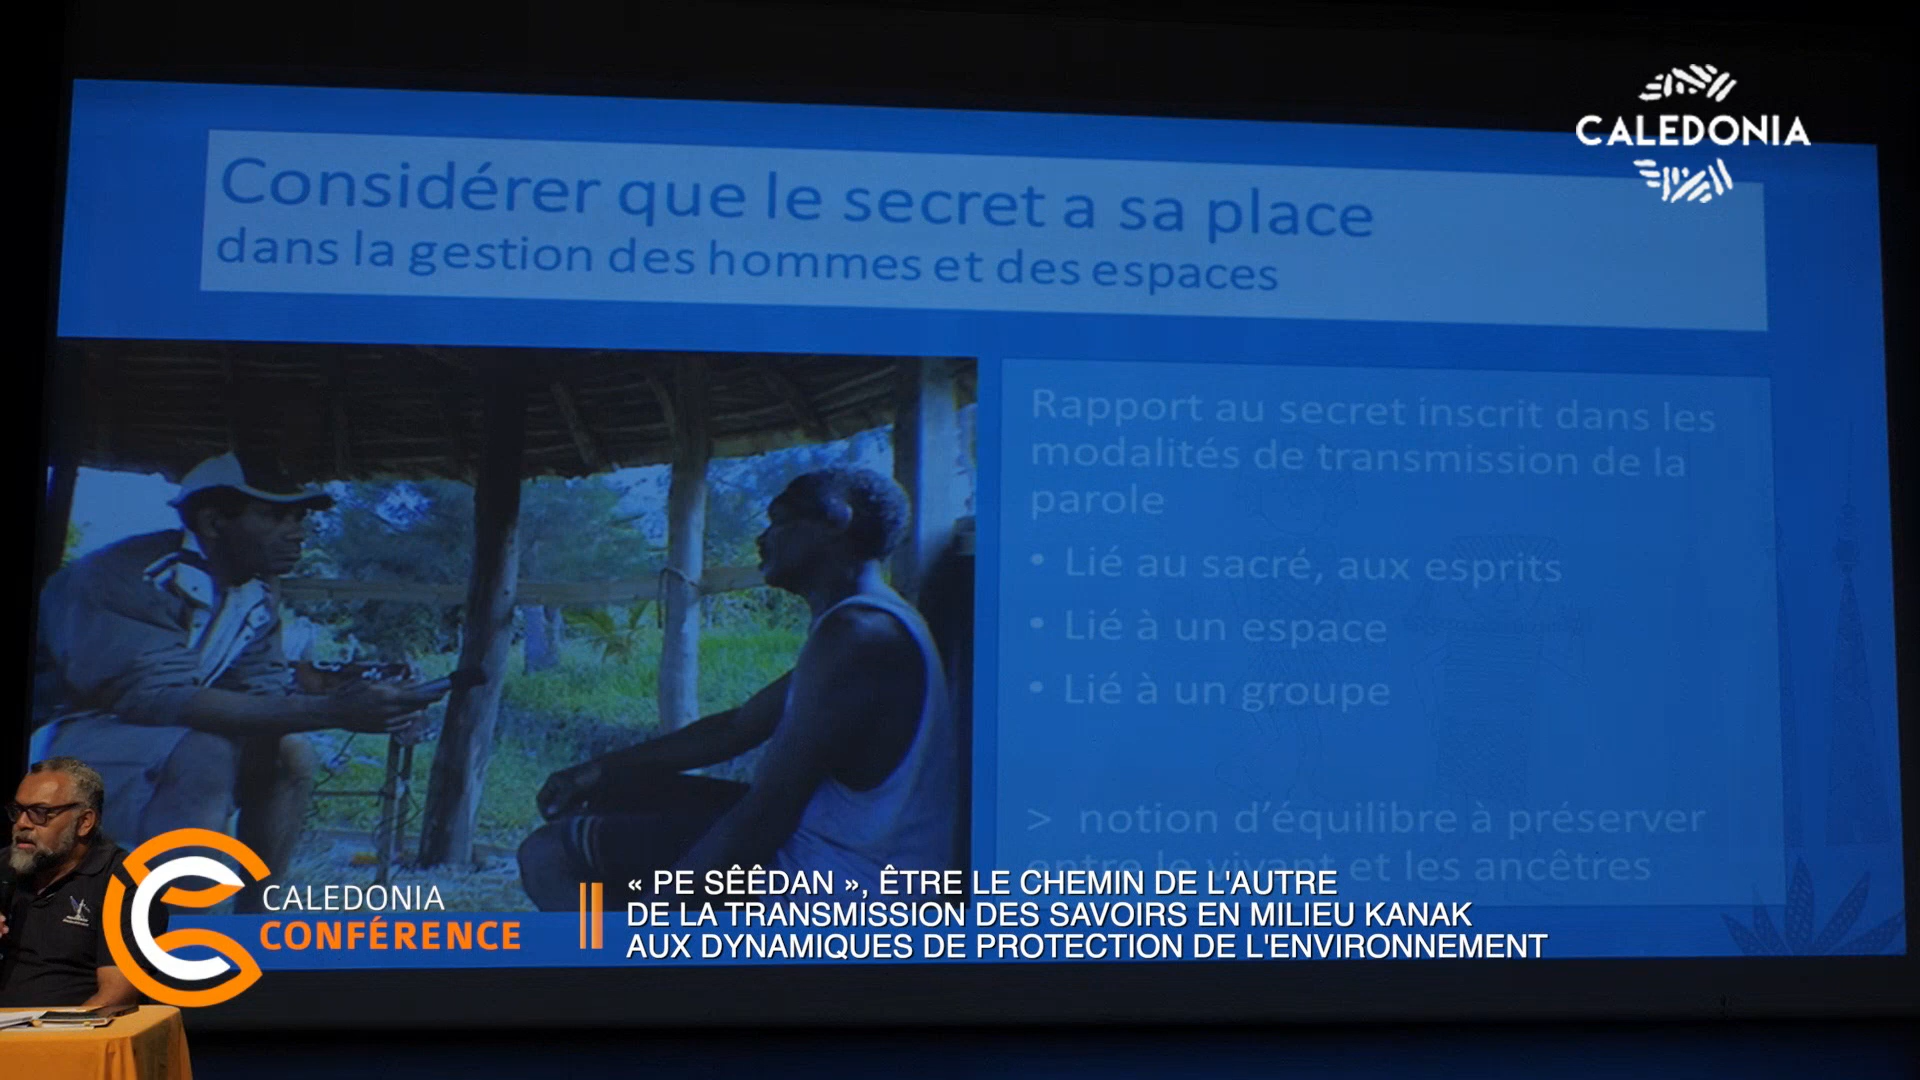 CALEDONIA
Considérer que le secret a sa place
dans la gestion des hommes et des espaces
Rapport au secret inscrit dans les
modalités de transmission de la
parole
• Lié au sacré, aux esprits
• Lié à un espace
• Lié à un groupe
> notion d'équilibre à préserver
entre le vivant et les ancêtres
CALEDONIA
CONFÉRENCE
« PE SÊÊDAN », ÊTRE LE CHEMIN DE L'AUTRE
DE LA TRANSMISSION DES SAVOIRS EN MILIEU KANAK
AUX DYNAMIQUES DE PROTECTION DE L'ENVIRONNEMENT